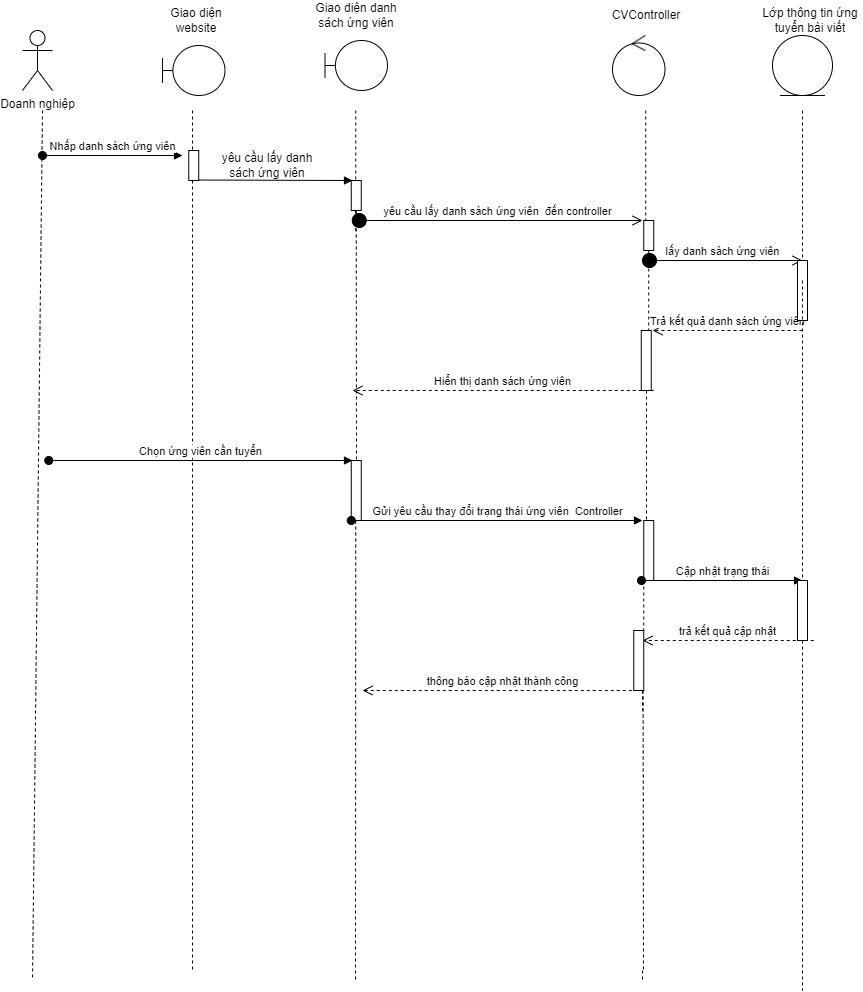 Giao diện
website
Giao diện danh
sách ứng viên
CVController
Lớp thông tin ứng
tuyển bài viết
Doanh nghiệp
Nhấp danh sách ứng viên
yêu cầu lấy danh
sách ứng viên
yêu cầu lấy danh sách ứng viên  đến controller
lấy danh sách ứng viên
Trả kết quả danh sách ứng viên
Hiển thị danh sách ứng viên
Chọn ứng viên cần tuyển
Gửi yêu cầu thay đổi trạng thái ứng viên  Controller
Cập nhật trạng thái
trả kết quả cập nhật
thông báo cập nhật thành công